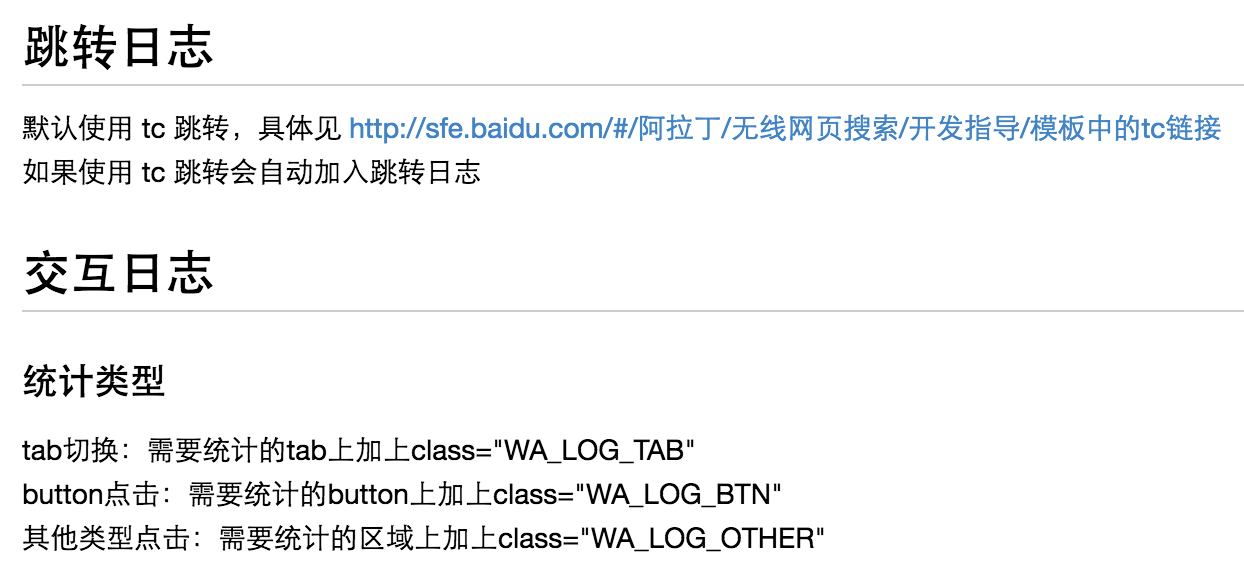 跳转日志
默认使用 tc 跳转，具体见 http://sfe.baidu.com/#/阿拉丁/无线网页搜索/开发指导/模板中的tc链接
如果使用 tc 跳转会自动加入跳转日志
交互日志
统计类型
tab切换：需要统计的tab上加上class="WA_LOG_TAB"
button点击：需要统计的button上加上class="WA_LOG_BTN"
其他类型点击：需要统计的区域上加上class="WA_LOG_OTHER"